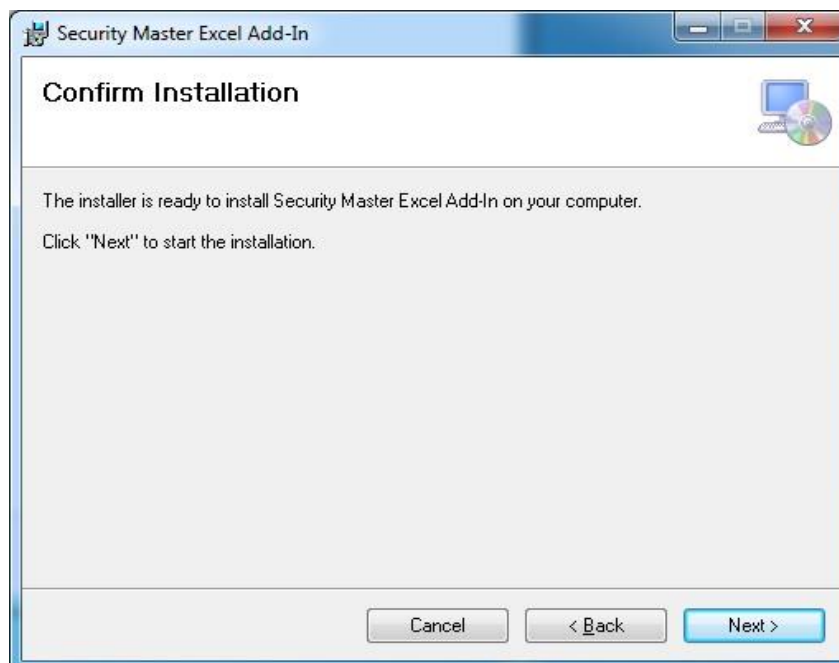 Security Master Excel Add-In
Confirm Installation
The installer is ready to install Security Master Excel Add-In on your computer.
Click "Next" to start the installation.
Cancel
< Back
Next >